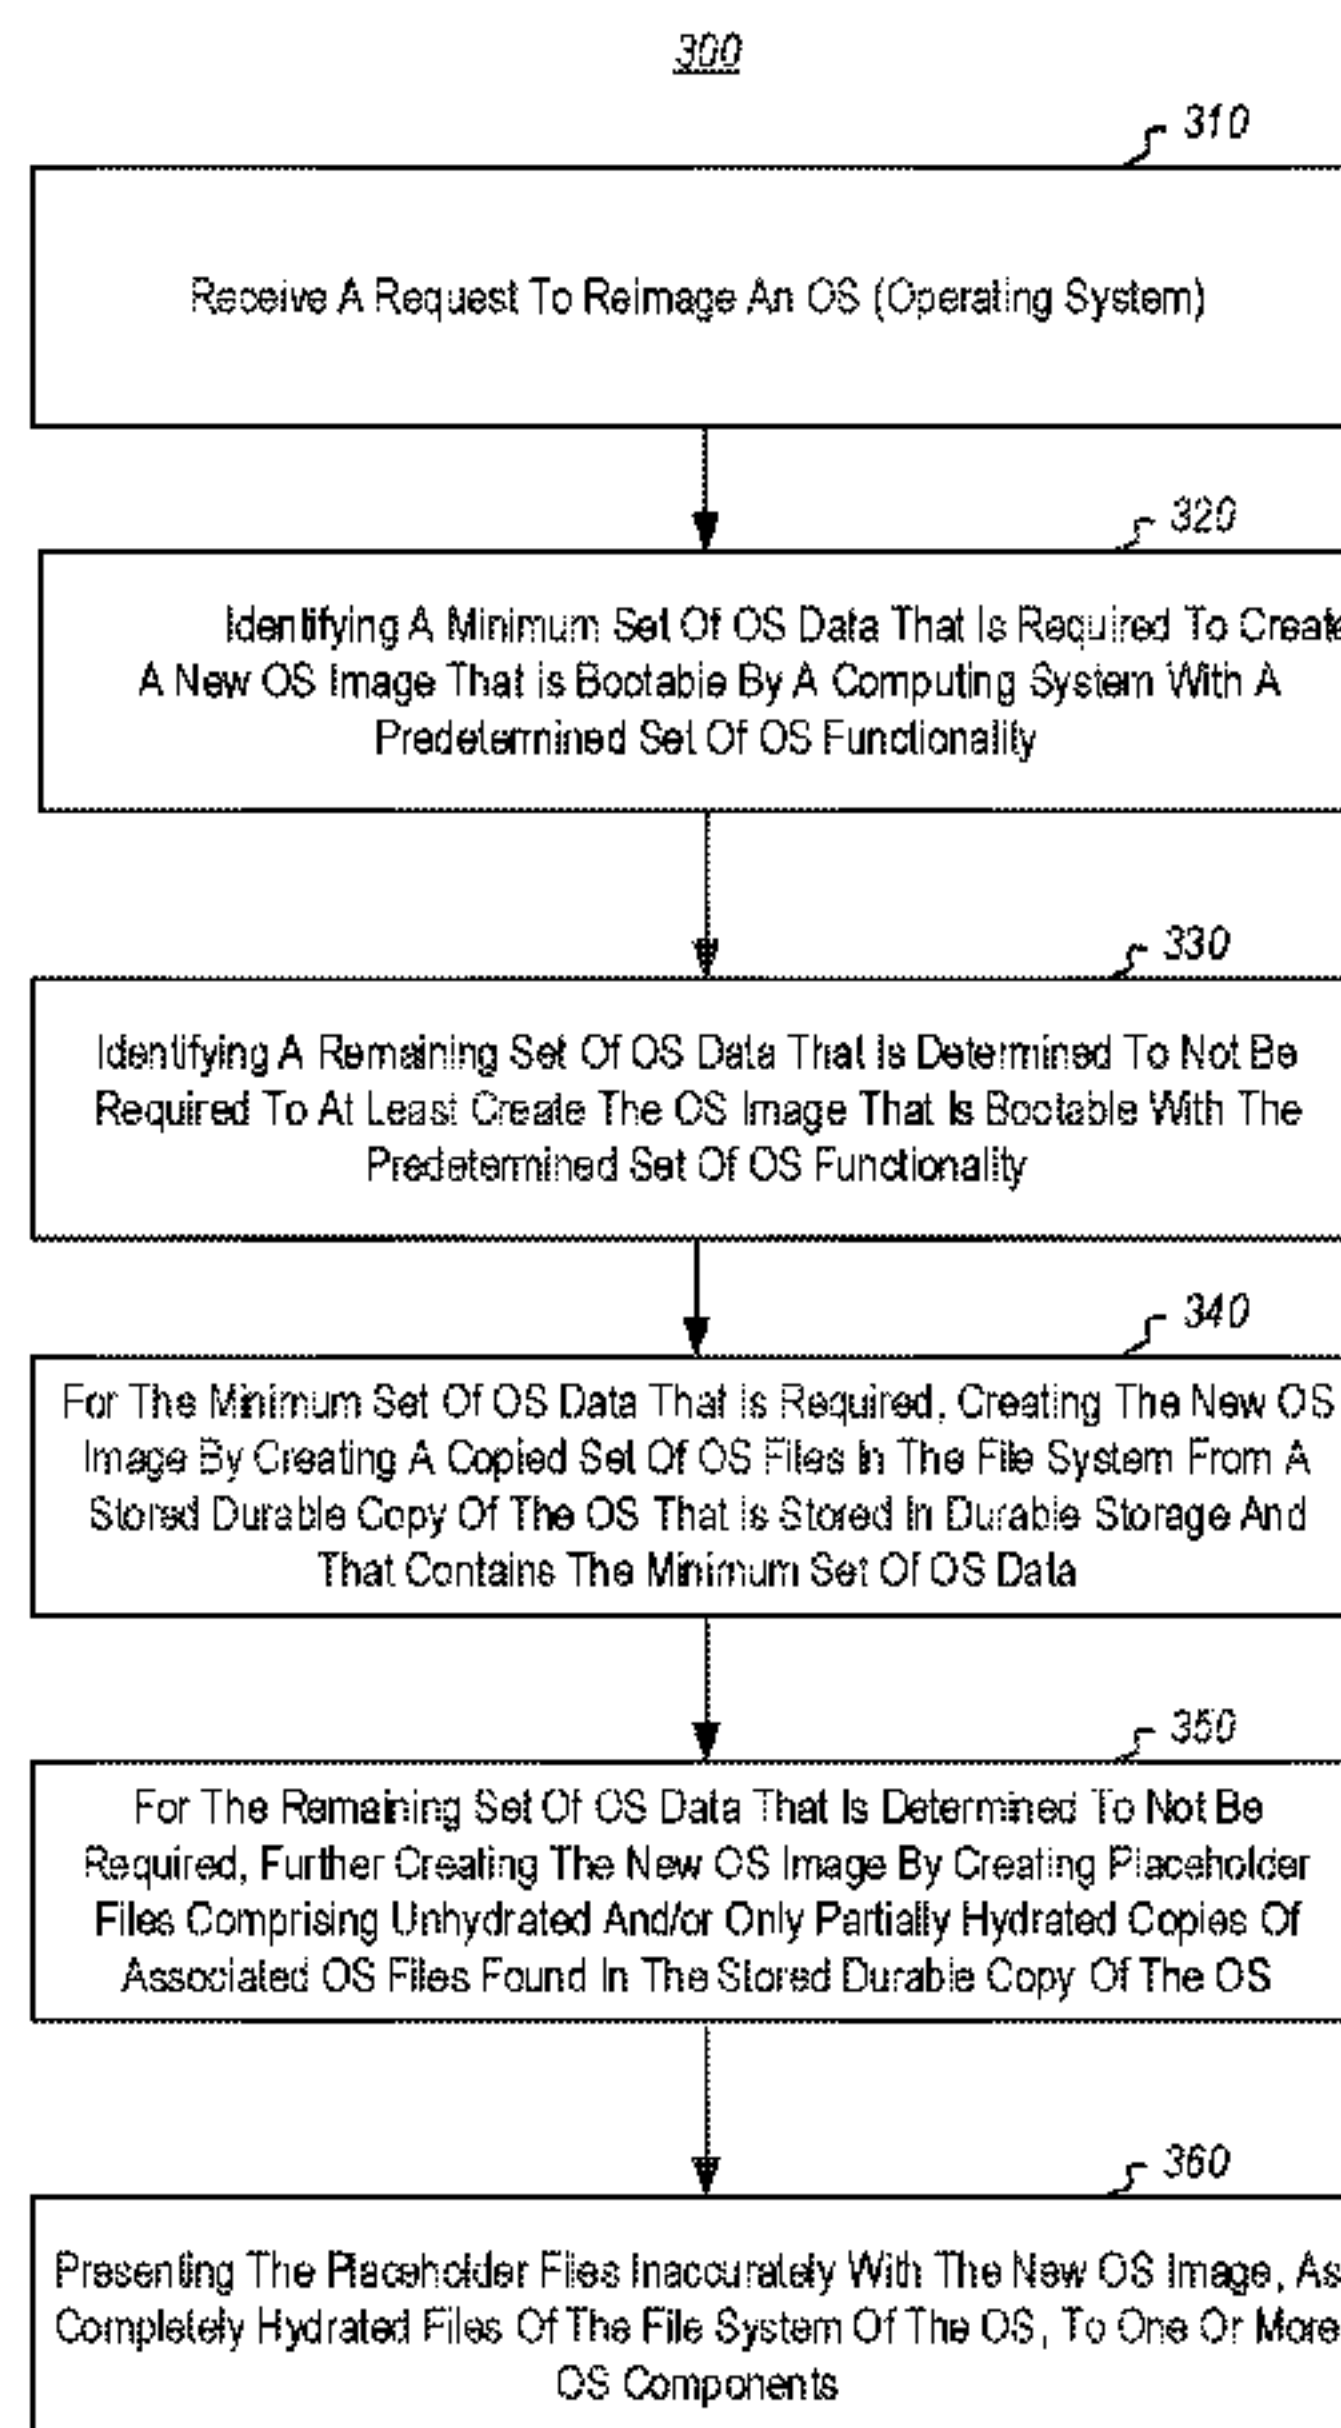 300
310
Receive A Request To Reimage An OS (Operating System)
320
Identifying A Minimum Set Of OS Data That Is Required To Create
A New OS Image That is Bootable By A Computing System With A
Predetermined Set Of OS Functionality
330
Identifying A Remaining Set Of OS Data That Is Determined To Not Be
Required To At Least Create The OS Image That Is Bootable With The
Predetermined Set Of OS Functionality
340
For The Minimum Set Of OS Data That is Required, Creating The New OS
Image By Creating A Copied Set Of OS Files In The File System From A
Stored Durable Copy Of The OS That is Stored In Durable Storage And
That Contains The Minimum Set Of OS Data
350
For The Remaining Set Of OS Data That Is Determined To Not Be
Required, Further Creating The New OS Image By Creating Placeholder
Files Comprising Unhydrated And/or Only Partially Hydrated Copies Of
Associated OS Files Found In The Stored Durable Copy Of The OS
360
Presenting The Placeholder Files Inaccurately With The New OS Image, As
Completely Hydrated Files Of The File System Of The OS, To One Or More
OS Components